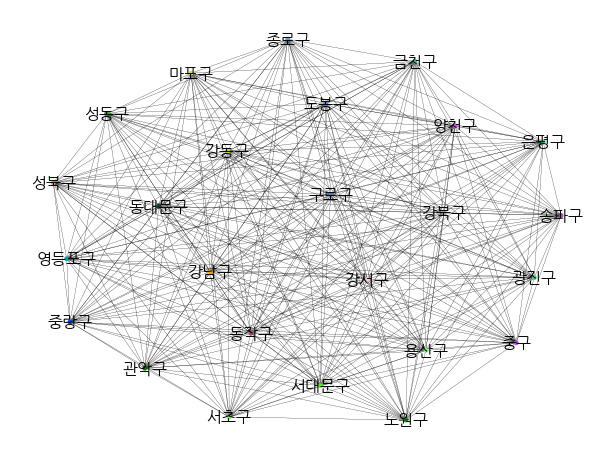 종로구
금천구
마포구
도봉구
성동구
양천구
은평구
강동구
성북구
구로구
동대문구
강북구
송파구
영등포구
강남구
강서구
광진구
중랑구
동작구
중구
용산구
관악구
서대문구
서초구
노원구